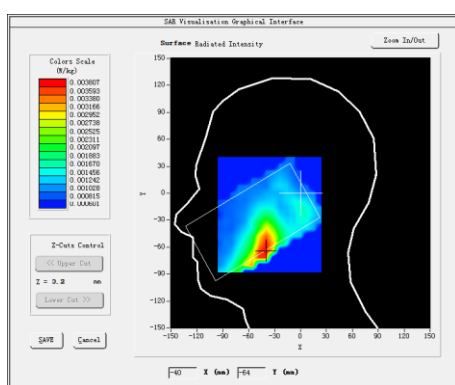 SAR Visualisation Graphical Interface
Surface Radiated Intensity
Zoom In/Out
Colors Scale
(W/kg)
0.003807
0.003593
0.003380
0.003166
0.002952
0.002738
0.002525
0.002311
0.002097
0.001883
0.001670
0.001456
0.001242
0.001028
0.000815
0.000601
Z-Cuts Control
<< Upper Cut
Z = 3.2 mm
Lower Cut >>
SAVE
Cancel
150-
120-
90-
60-
30-
Y
0-
-30-
-60-
-90-
-120-
-150-
-150 -120 -90 -60 -30 0 30 60 90 120 150
X
-40 X (mm) -64 Y (mm)